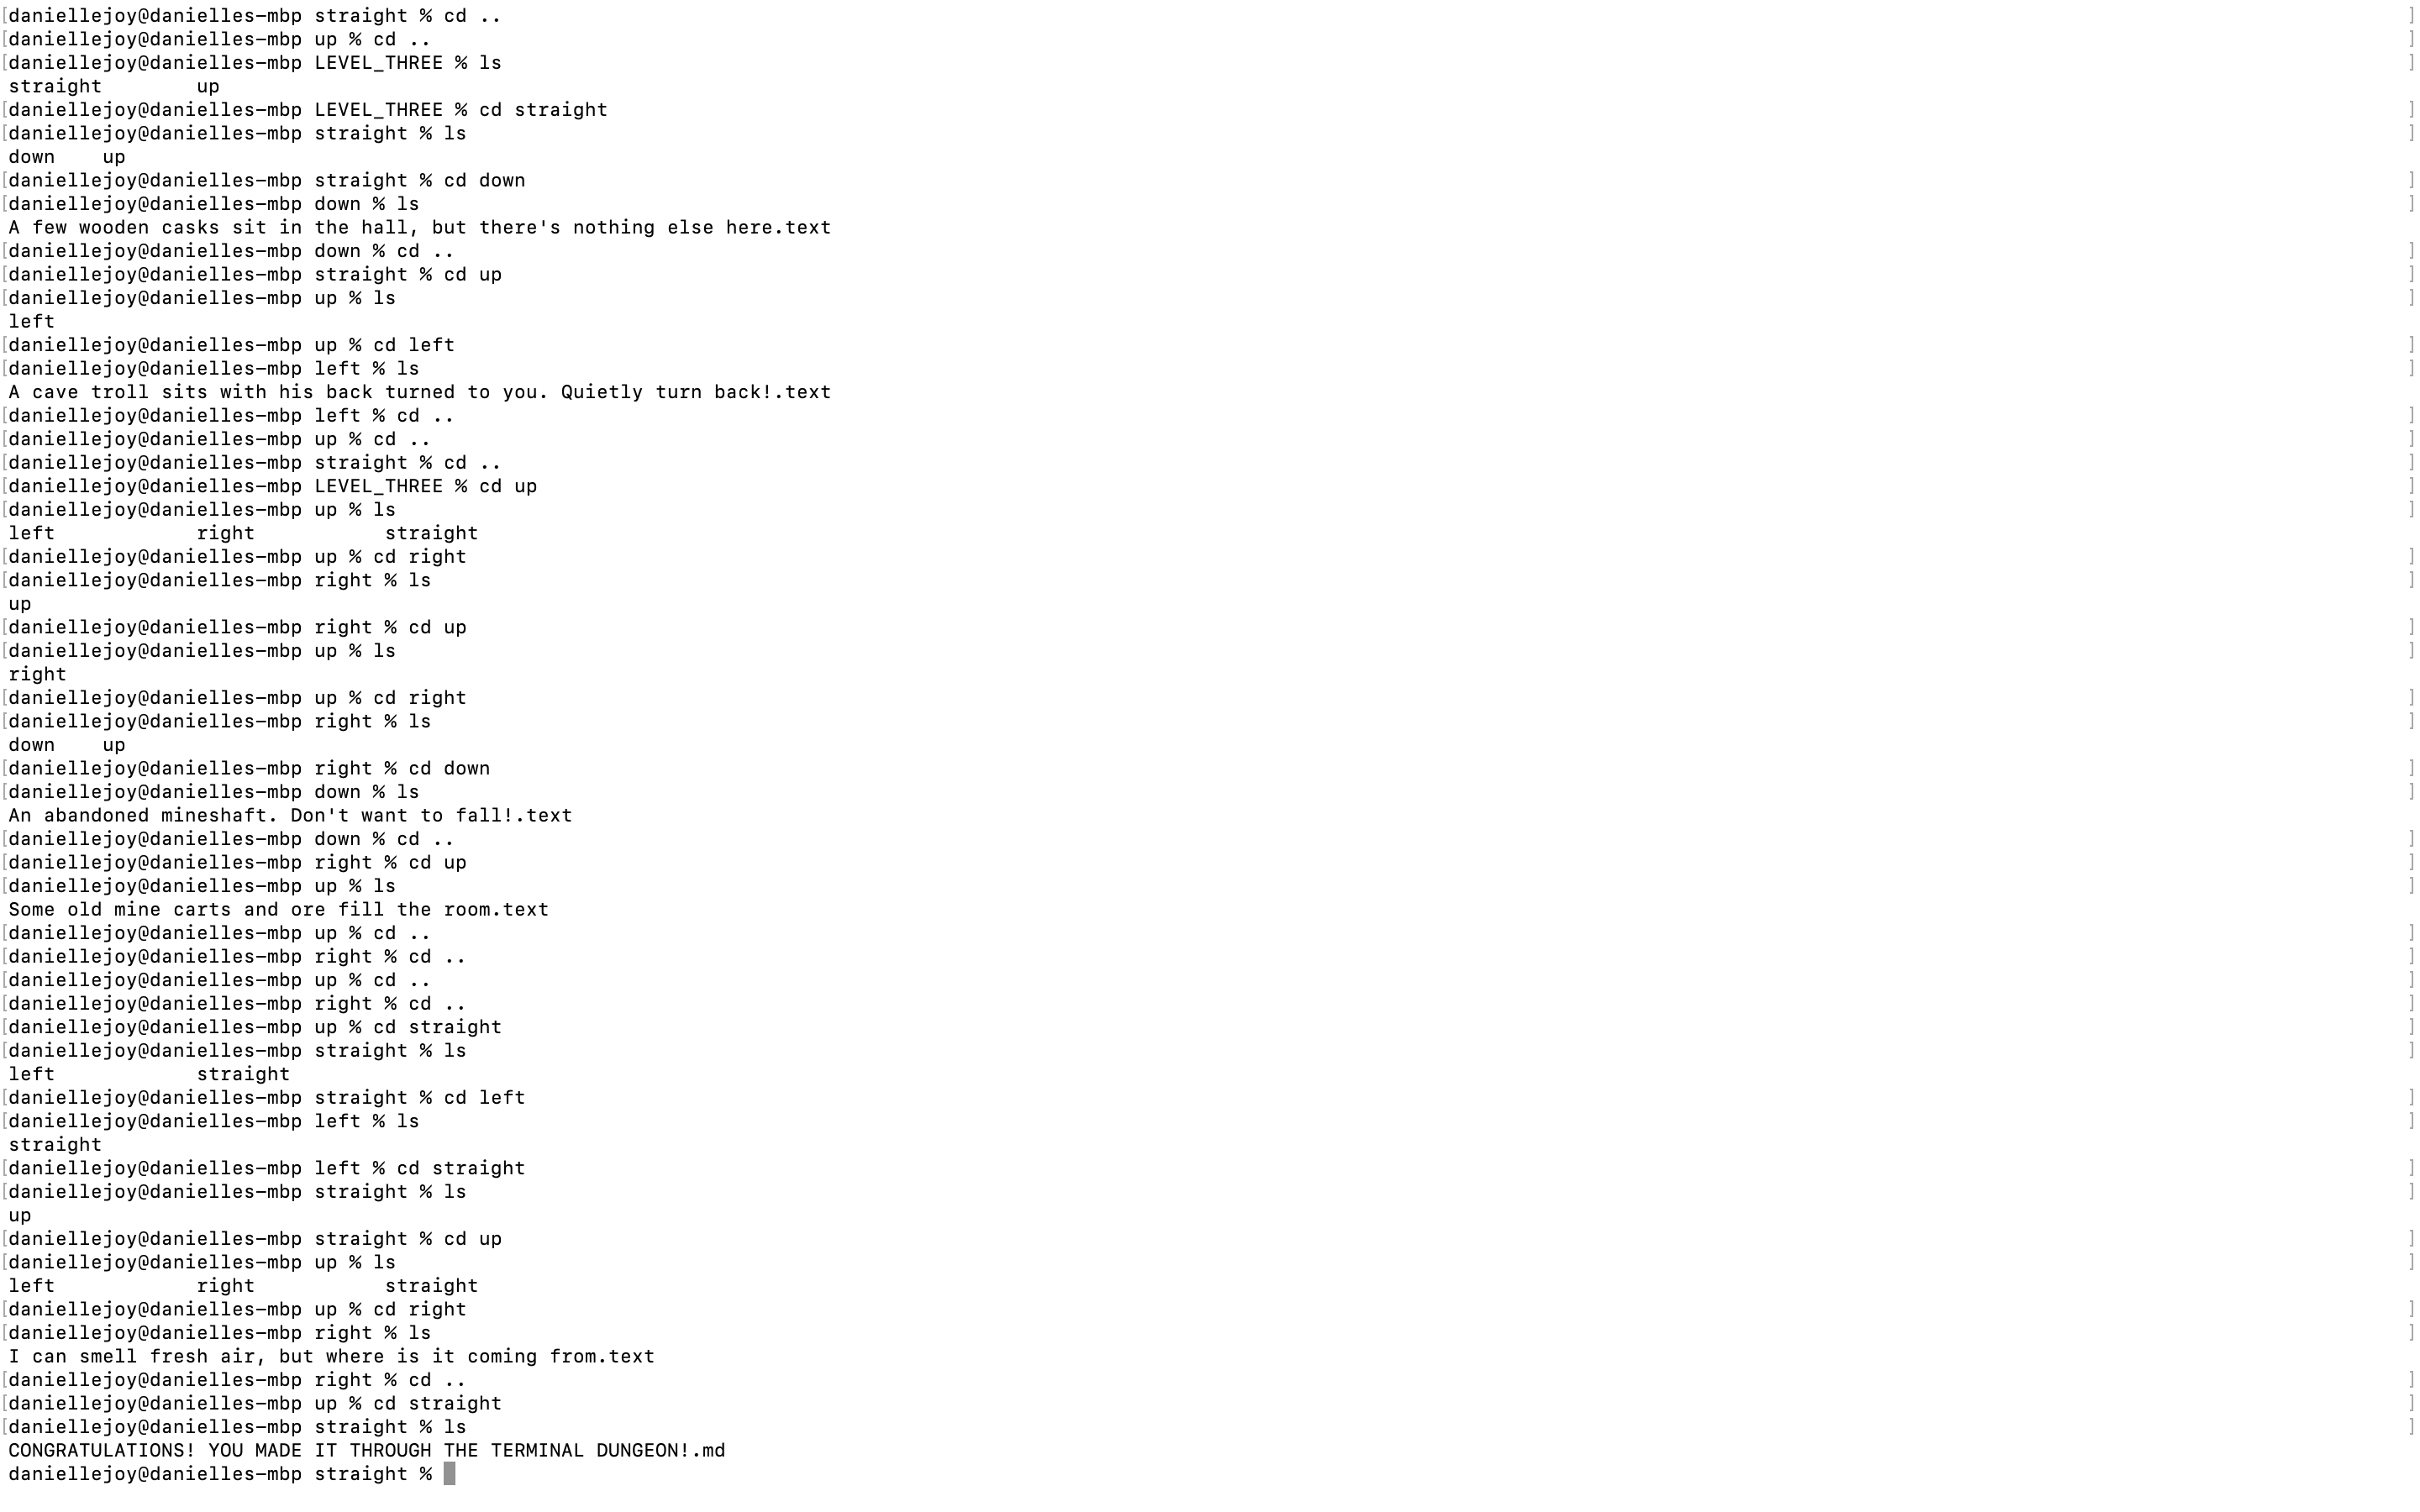 [daniellejoy@danielles-mbp straight % cd .. ]
[daniellejoy@danielles-mbp up % cd .. ]
[daniellejoy@danielles-mbp LEVEL_THREE % ls ]
straight        up
[daniellejoy@danielles-mbp LEVEL_THREE % cd straight ]
[daniellejoy@danielles-mbp straight % ls ]
down    up
[daniellejoy@danielles-mbp straight % cd down ]
[daniellejoy@danielles-mbp down % ls ]
A few wooden casks sit in the hall, but there's nothing else here.text
[daniellejoy@danielles-mbp down % cd .. ]
[daniellejoy@danielles-mbp straight % cd up ]
[daniellejoy@danielles-mbp up % ls ]
left
[daniellejoy@danielles-mbp up % cd left ]
[daniellejoy@danielles-mbp left % ls ]
A cave troll sits with his back turned to you. Quietly turn back!.text
[daniellejoy@danielles-mbp left % cd .. ]
[daniellejoy@danielles-mbp up % cd .. ]
[daniellejoy@danielles-mbp straight % cd .. ]
[daniellejoy@danielles-mbp LEVEL_THREE % cd up ]
[daniellejoy@danielles-mbp up % ls ]
left            right           straight
[daniellejoy@danielles-mbp up % cd right ]
[daniellejoy@danielles-mbp right % ls ]
up
[daniellejoy@danielles-mbp right % cd up ]
[daniellejoy@danielles-mbp up % ls ]
right
[daniellejoy@danielles-mbp up % cd right ]
[daniellejoy@danielles-mbp right % ls ]
down    up
[daniellejoy@danielles-mbp right % cd down ]
[daniellejoy@danielles-mbp down % ls ]
An abandoned mineshaft. Don't want to fall!.text
[daniellejoy@danielles-mbp down % cd .. ]
[daniellejoy@danielles-mbp right % cd up ]
[daniellejoy@danielles-mbp up % ls ]
Some old mine carts and ore fill the room.text
[daniellejoy@danielles-mbp up % cd .. ]
[daniellejoy@danielles-mbp right % cd .. ]
[daniellejoy@danielles-mbp up % cd .. ]
[daniellejoy@danielles-mbp right % cd .. ]
[daniellejoy@danielles-mbp up % cd straight ]
[daniellejoy@danielles-mbp straight % ls ]
left            straight
[daniellejoy@danielles-mbp straight % cd left ]
[daniellejoy@danielles-mbp left % ls ]
straight
[daniellejoy@danielles-mbp left % cd straight ]
[daniellejoy@danielles-mbp straight % ls ]
up
[daniellejoy@danielles-mbp straight % cd up ]
[daniellejoy@danielles-mbp up % ls ]
left            right           straight
[daniellejoy@danielles-mbp up % cd right ]
[daniellejoy@danielles-mbp right % ls ]
I can smell fresh air, but where is it coming from.text
[daniellejoy@danielles-mbp right % cd .. ]
[daniellejoy@danielles-mbp up % cd straight ]
[daniellejoy@danielles-mbp straight % ls ]
CONGRATULATIONS! YOU MADE IT THROUGH THE TERMINAL DUNGEON!.md
daniellejoy@danielles-mbp straight %